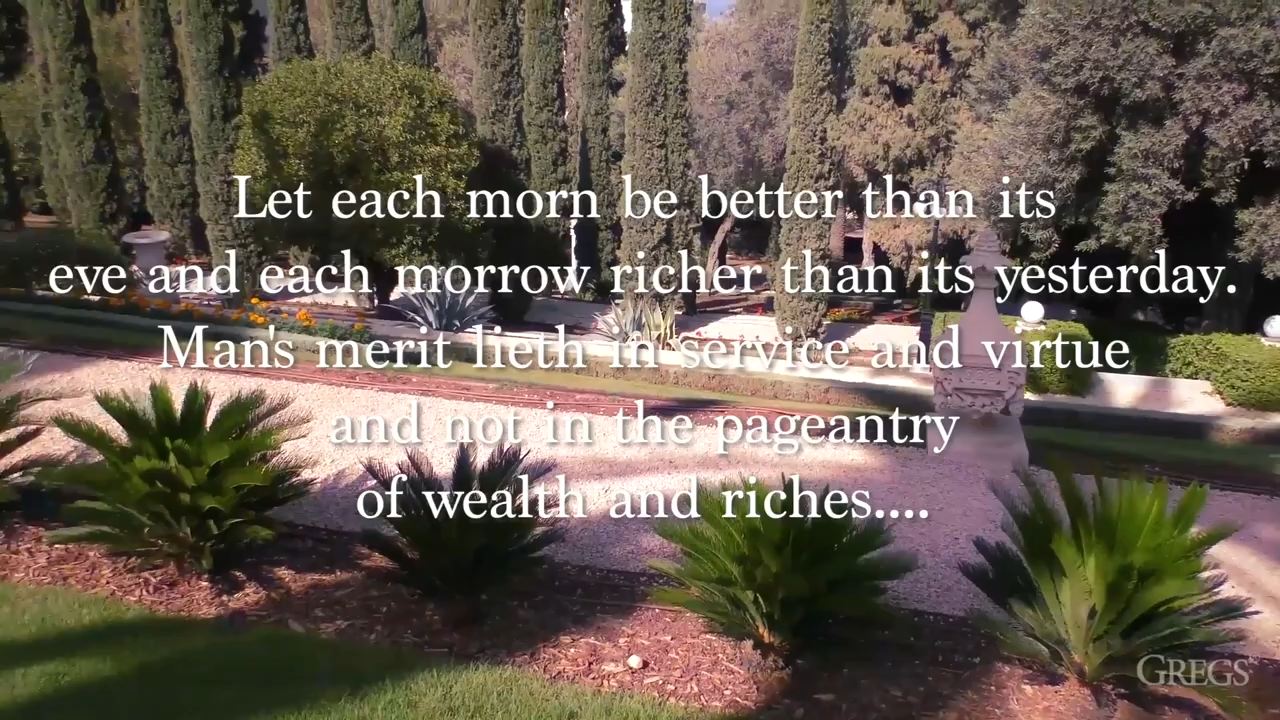 Let each morn be better than its
eve and each morrow richer than its yesterday.
Man's merit lieth in service and virtue
and not in the pageantry
of wealth and riches....
GREGS